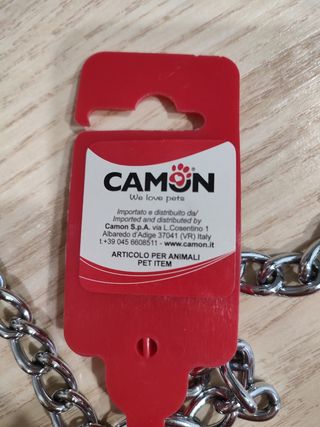 CAMON
We love pets
Importato e distribuito da/
Imported and distributed by
Camon S.p.A. via L.Cosentino 1
Albaredo d'Adige 37041 (VR) Italy
t.+39 045 6608511 - www.camon.it
ARTICOLO PER ANIMALI
PET ITEM